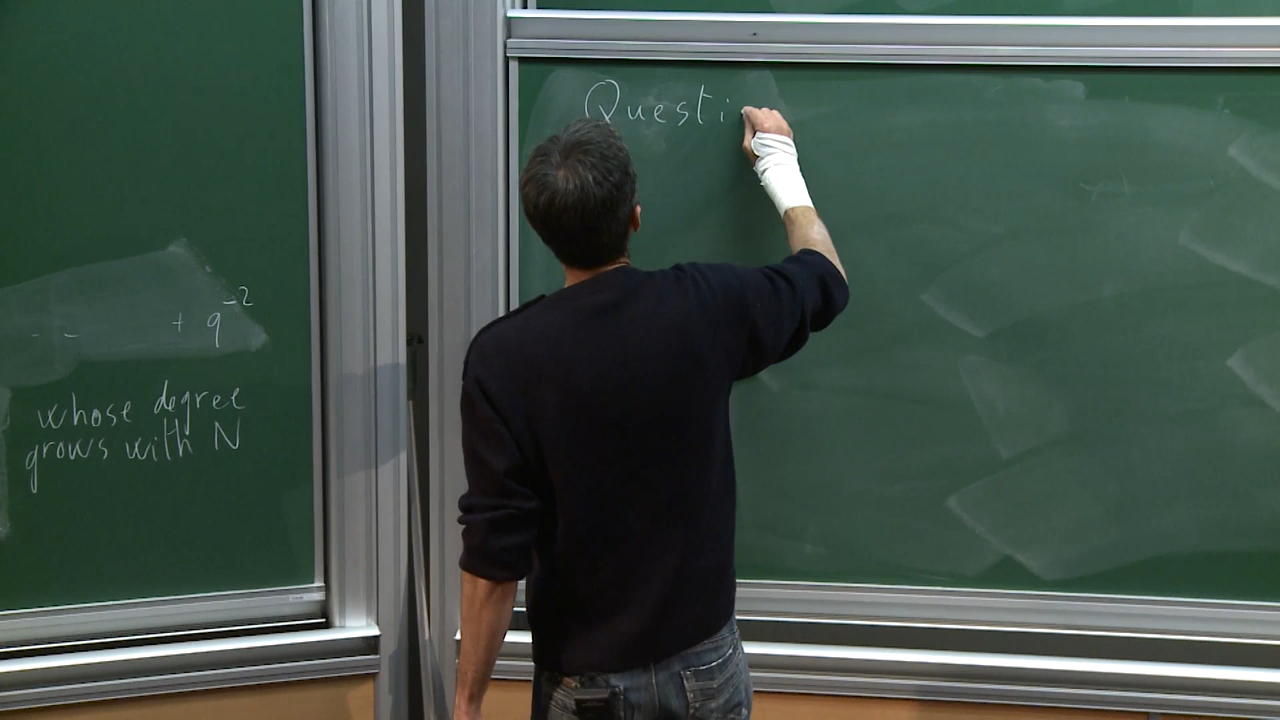 - - + q^-2
whose degree
grows with N
Questi